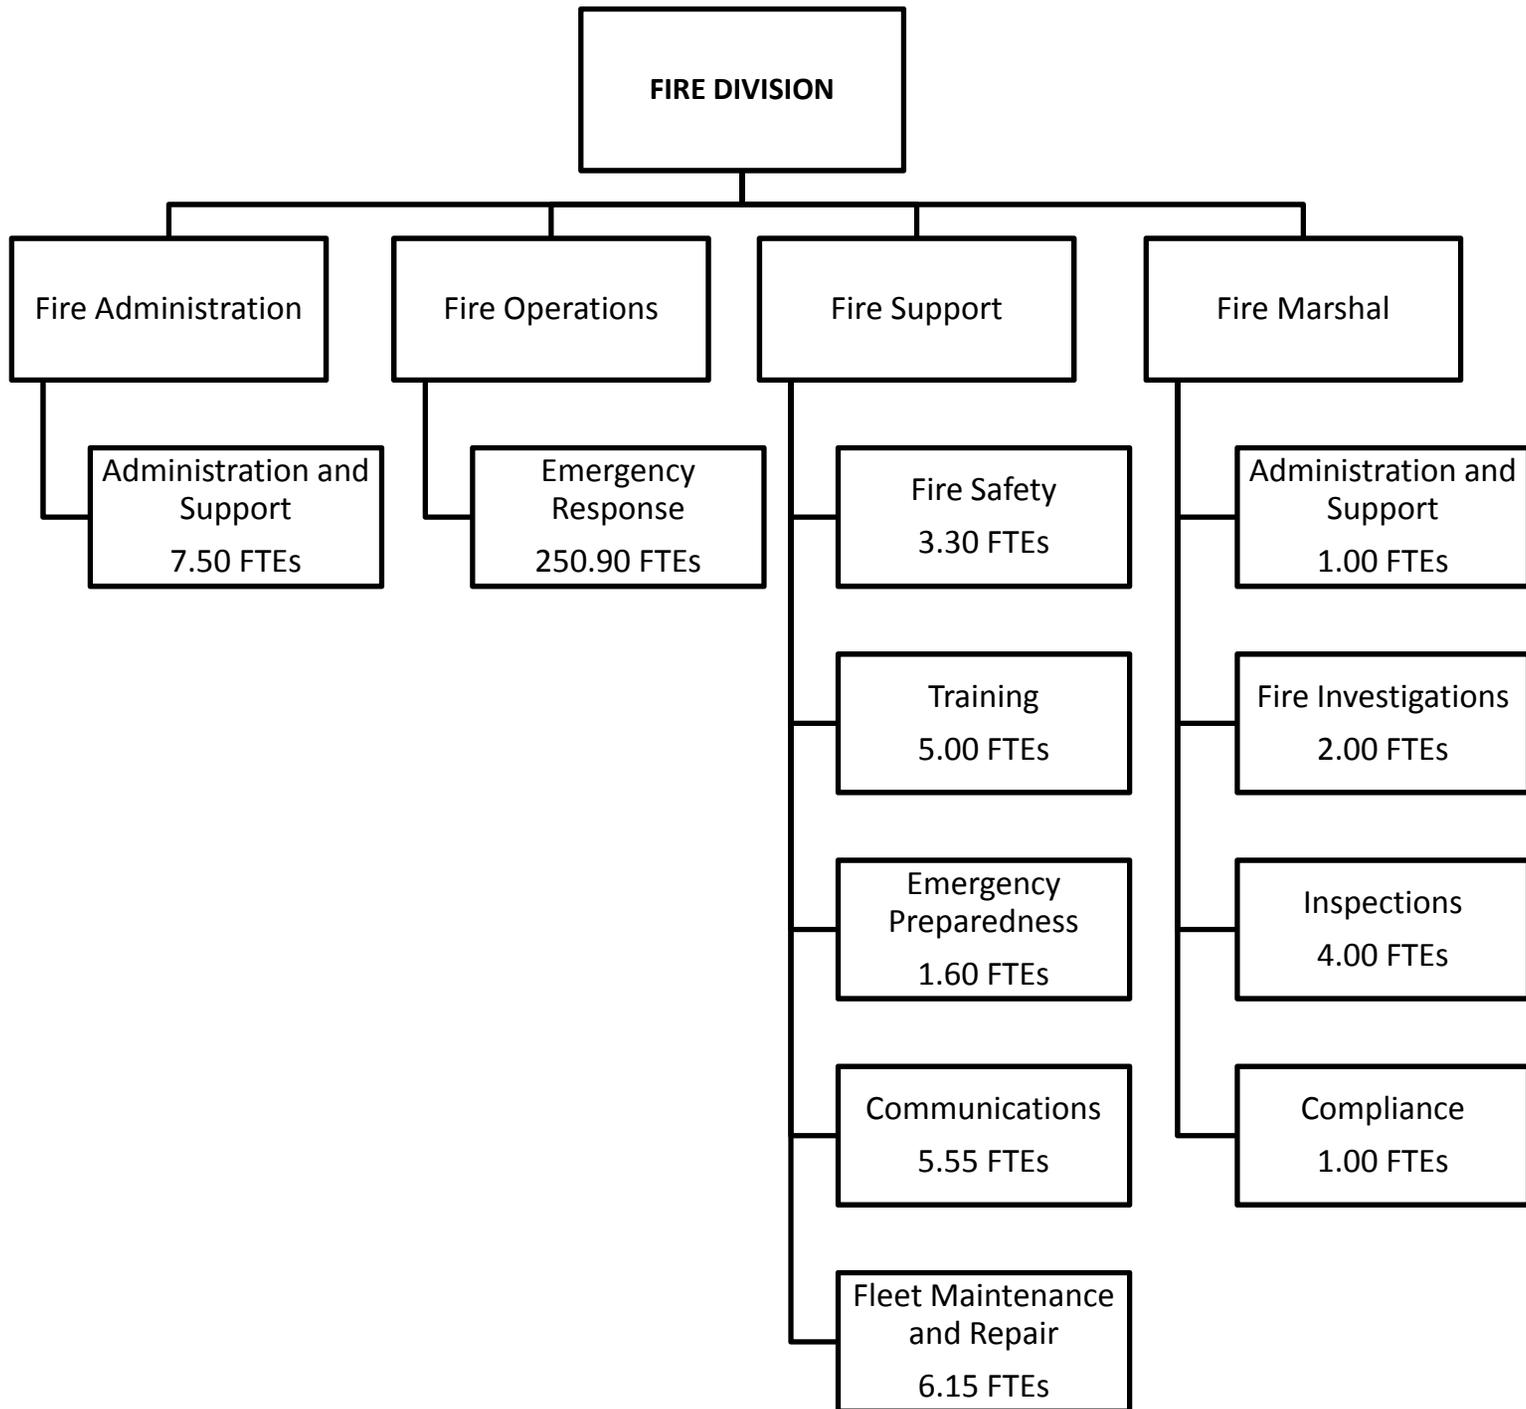 FIRE DIVISION
Fire Administration
Fire Operations
Fire Support
Fire Marshal
Administration and
Support
7.50 FTEs
Emergency
Response
250.90 FTEs
Fire Safety
3.30 FTEs
Administration and
Support
1.00 FTEs
Training
5.00 FTEs
Fire Investigations
2.00 FTEs
Emergency
Preparedness
1.60 FTEs
Inspections
4.00 FTEs
Communications
5.55 FTEs
Compliance
1.00 FTEs
Fleet Maintenance
and Repair
6.15 FTEs